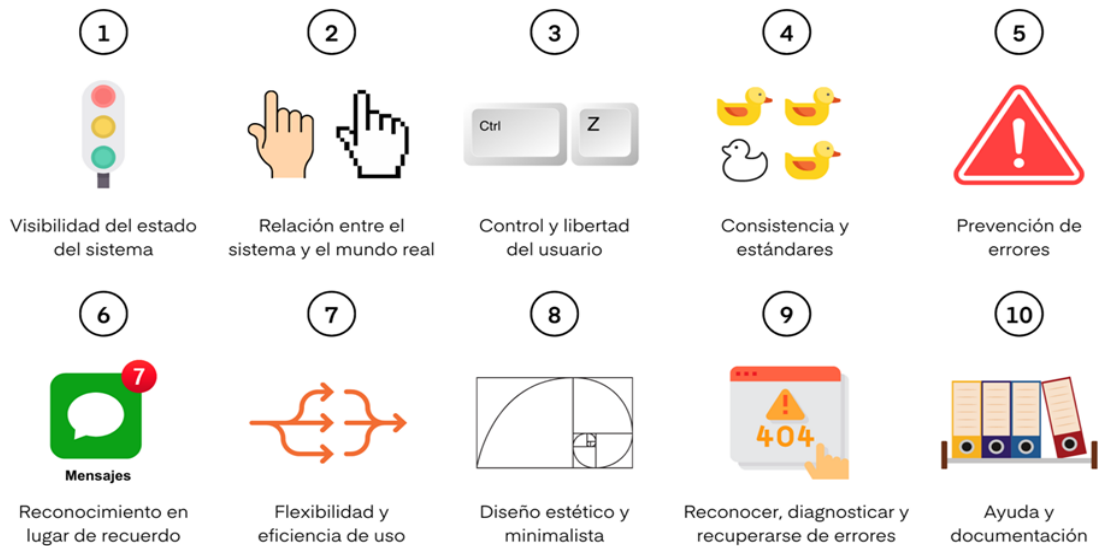 1
2
3
4
5
Ctrl
Z
Visibilidad del estado
del sistema
Relación entre el
sistema y el mundo real
Control y libertad
del usuario
Consistencia y
estándares
Prevención de
errores
6
7
8
9
10
7
Mensajes
404
Reconocimiento en
lugar de recuerdo
Flexibilidad y
eficiencia de uso
Diseño estético y
minimalista
Reconocer, diagnosticar y
recuperarse de errores
Ayuda y
documentación